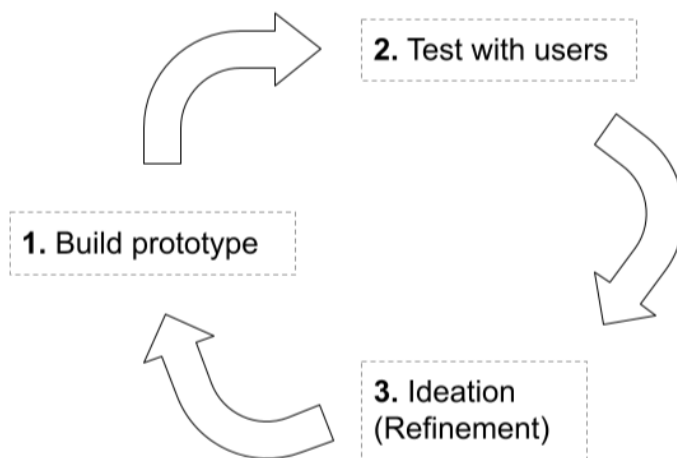 2. Test with users
1. Build prototype
3. Ideation
(Refinement)